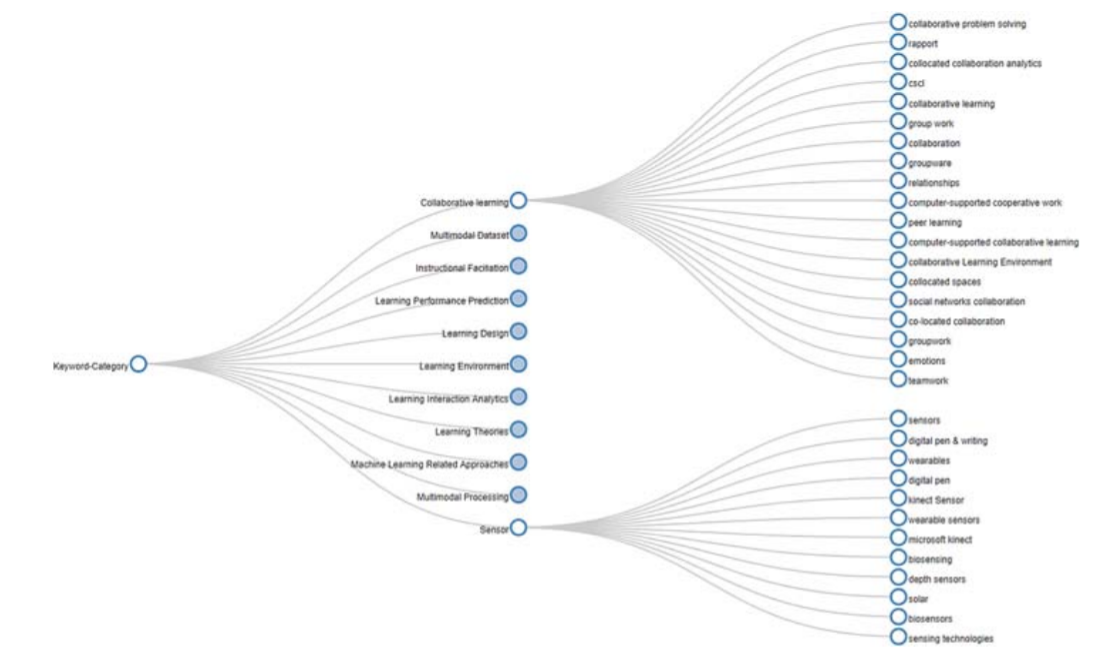 Keyword-Category
Collaborative learning
Multimodal Dataset
Instructional Facitation
Learning Performance Prediction
Learning Design
Learning Environment
Learning Interaction Analytics
Learning Theories
Machine Learning Related Approaches
Multimodal Processing
Sensor
collaborative problem solving
rapport
collocated collaboration analytics
cscl
collaborative learning
group work
collaboration
groupware
relationships
computer-supported cooperative work
peer learning
computer-supported collaborative learning
collaborative Learning Environment
collocated spaces
social networks collaboration
co-located collaboration
groupwork
emotions
teamwork
sensors
digital pen & writing
wearables
digital pen
kinect Sensor
wearable sensors
microsoft kinect
biosensing
depth sensors
solar
biosensors
sensing technologies